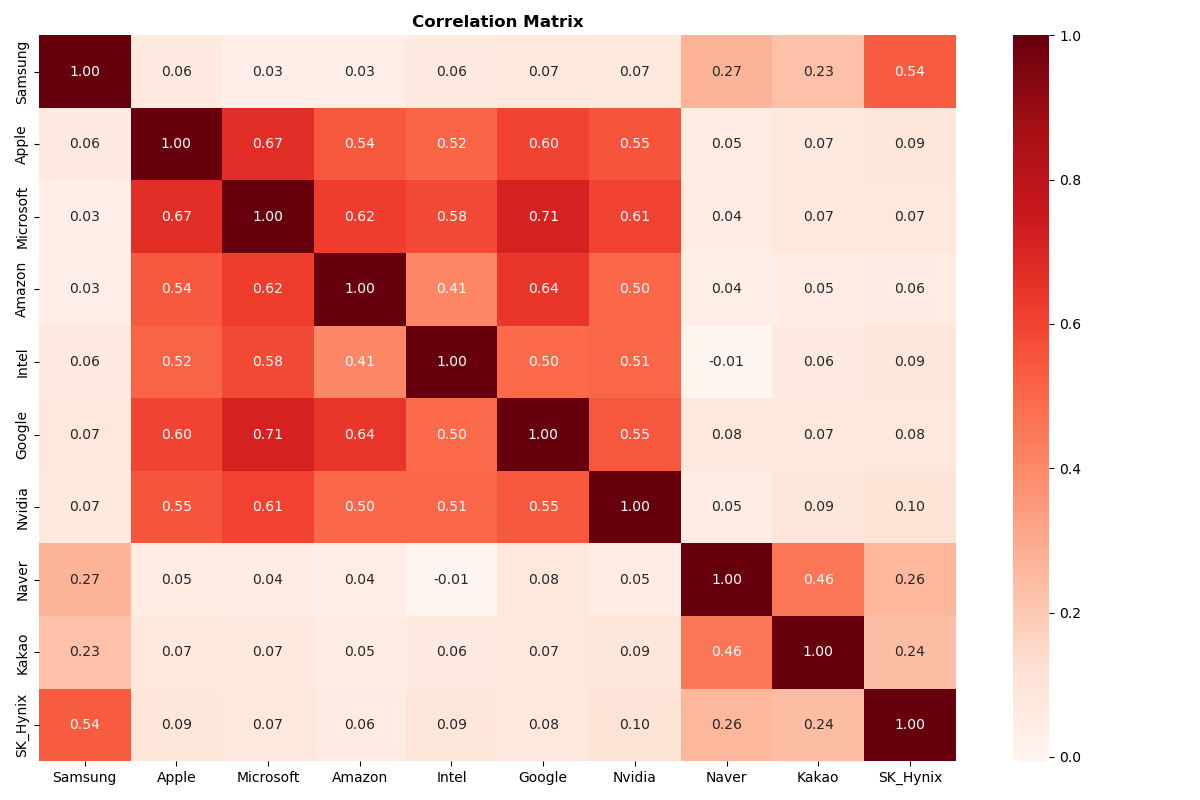 Correlation Matrix
Samsung 1.00 0.06 0.03 0.03 0.06 0.07 0.07 0.27 0.23 0.54
Apple 0.06 1.00 0.67 0.54 0.52 0.60 0.55 0.05 0.07 0.09
Microsoft 0.03 0.67 1.00 0.62 0.58 0.71 0.61 0.04 0.07 0.07
Amazon 0.03 0.54 0.62 1.00 0.41 0.64 0.50 0.04 0.05 0.06
Intel 0.06 0.52 0.58 0.41 1.00 0.50 0.51 -0.01 0.06 0.09
Google 0.07 0.60 0.71 0.64 0.50 1.00 0.55 0.08 0.07 0.08
Nvidia 0.07 0.55 0.61 0.50 0.51 0.55 1.00 0.05 0.09 0.10
Naver 0.27 0.05 0.04 0.04 -0.01 0.08 0.05 1.00 0.46 0.26
Kakao 0.23 0.07 0.07 0.05 0.06 0.07 0.09 0.46 1.00 0.24
SK_Hynix 0.54 0.09 0.07 0.06 0.09 0.08 0.10 0.26 0.24 1.00
Samsung Apple Microsoft Amazon Intel Google Nvidia Naver Kakao SK_Hynix
1.0
0.8
0.6
0.4
0.2
0.0